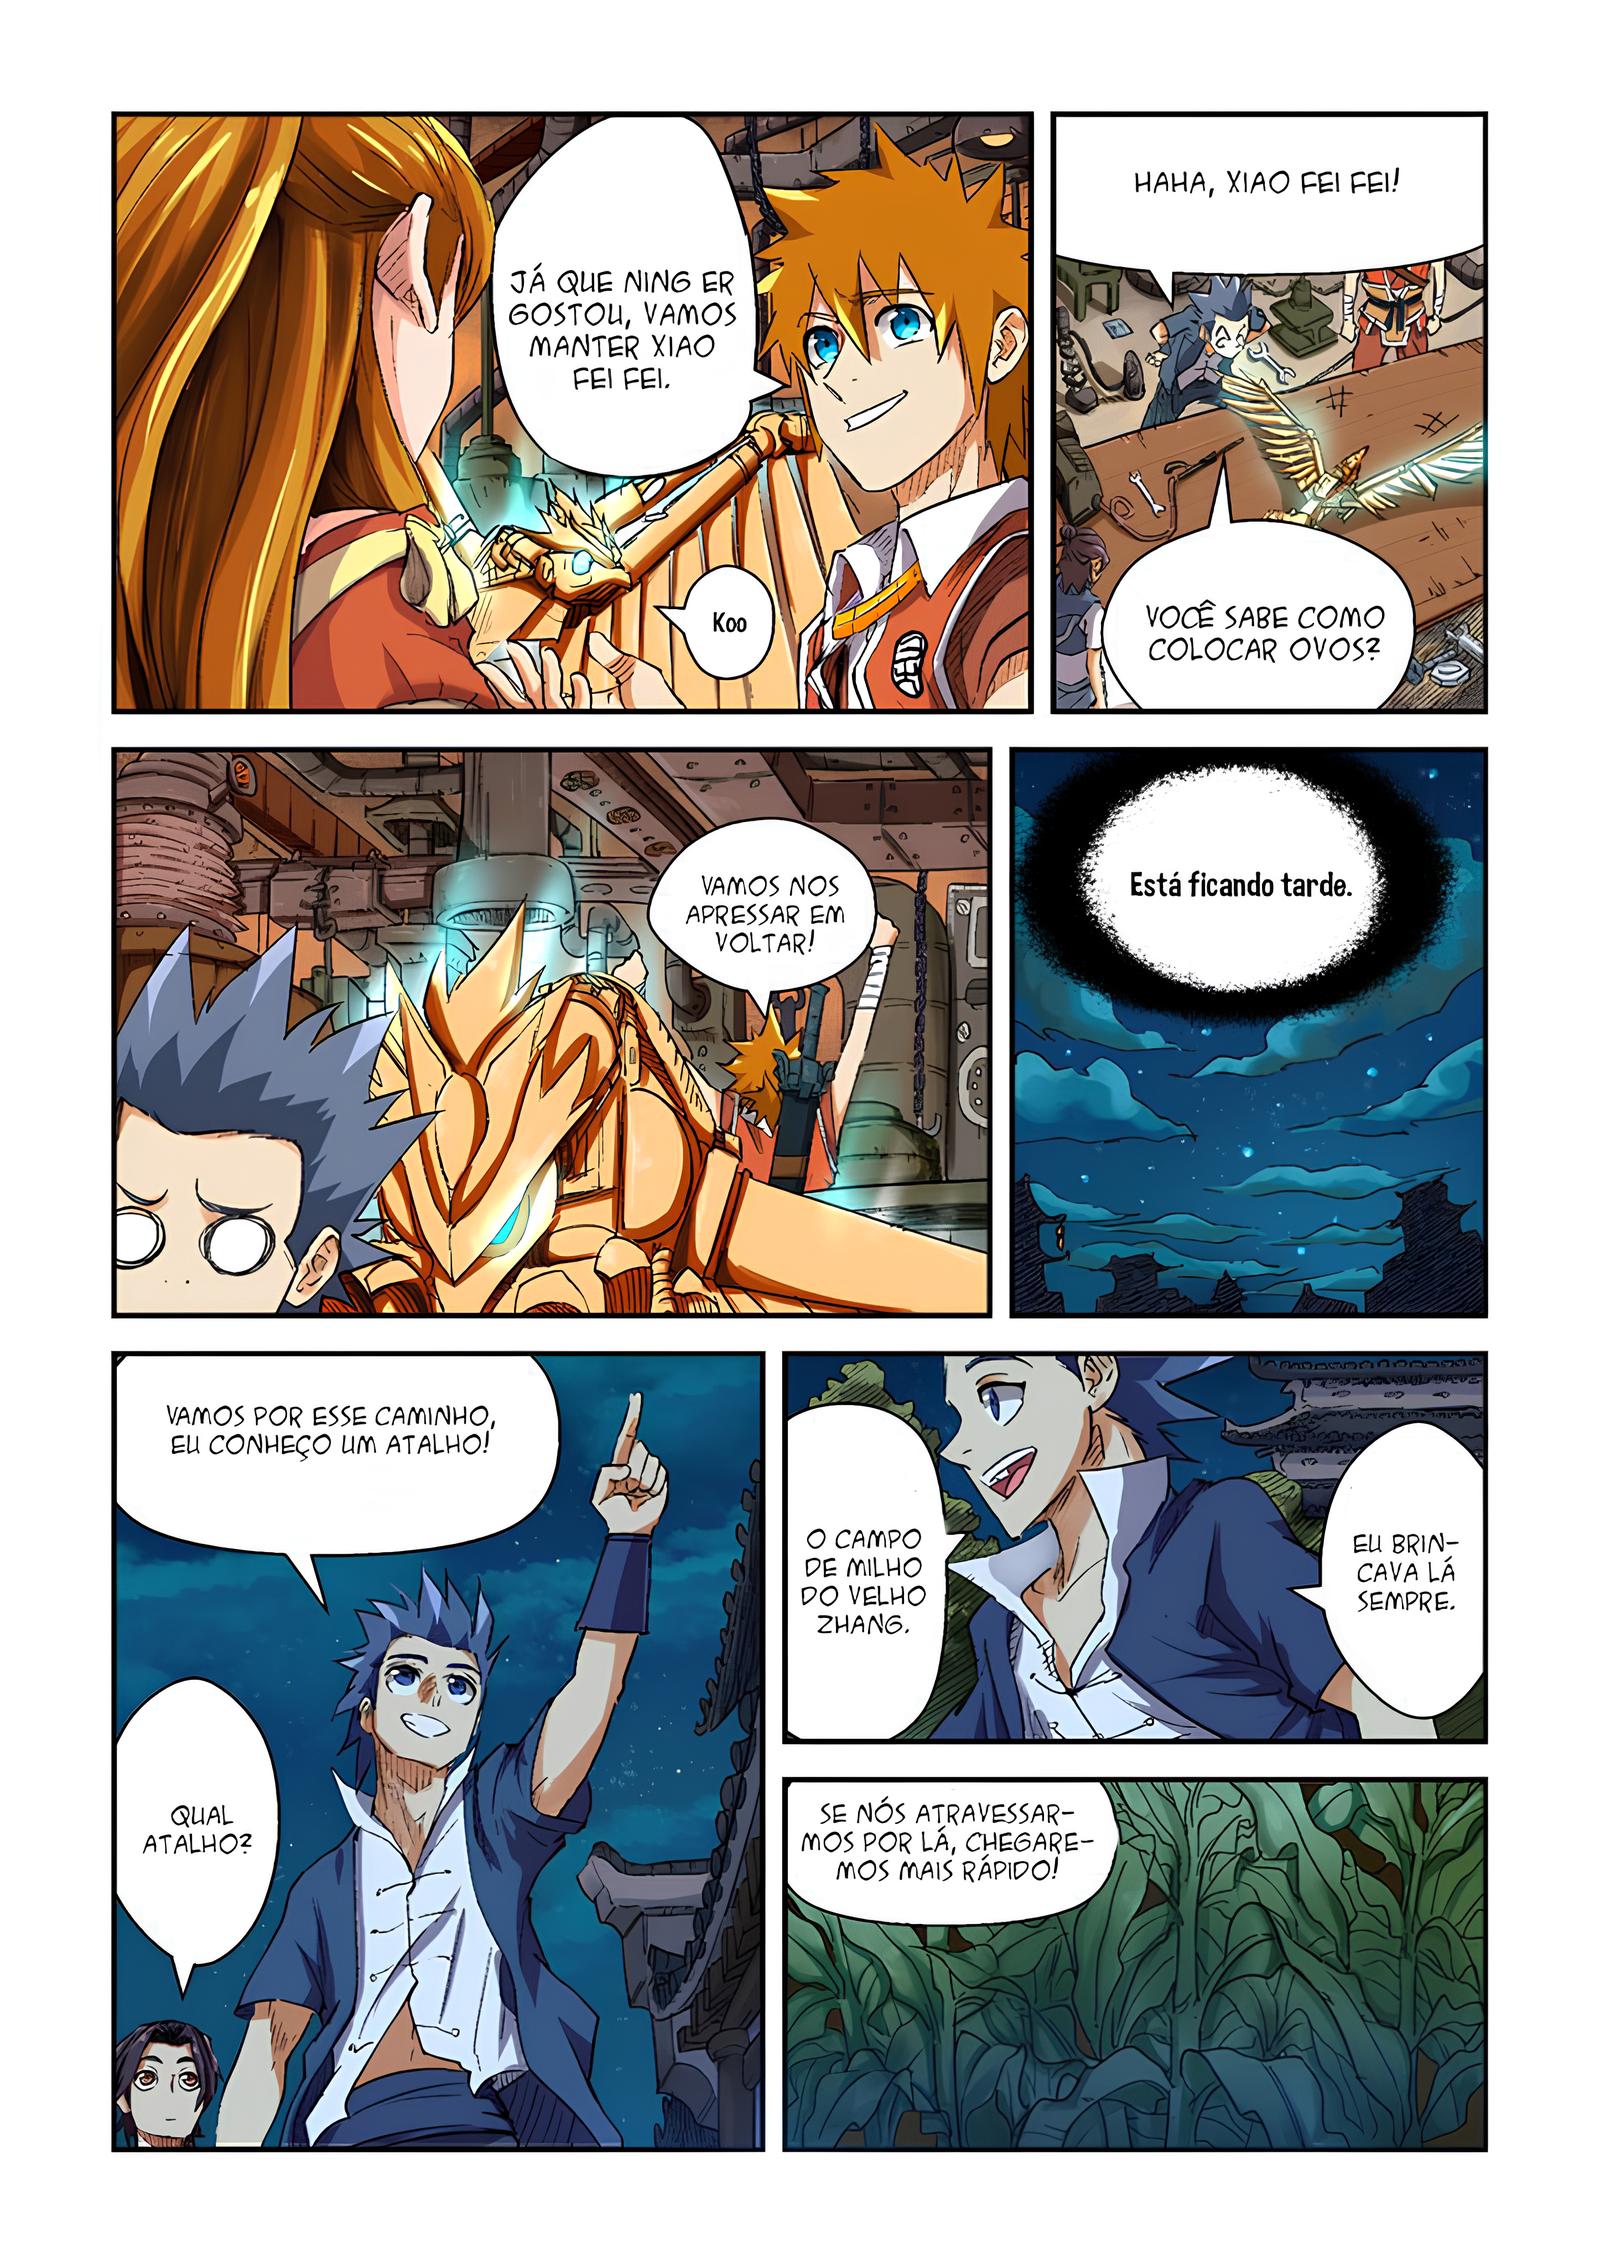 JÁ QUE NING ER
GOSTOU, VAMOS
MANTER XIAO
FEI FEI.
Koo
HAHA, XIAO FEI FEI!
VOCÊ SABE COMO
COLOCAR OVOS?
VAMOS NOS
APRESSAR EM
VOLTAR!
Está ficando tarde.
VAMOS POR ESSE CAMINHO,
EU CONHEÇO UM ATALHO!
QUAL
ATALHO?
O CAMPO
DE MILHO
DO VELHO
ZHANG.
EU BRIN-
CAVA LÁ
SEMPRE.
SE NÓS ATRAVESSAR-
MOS POR LÁ, CHEGARE-
MOS MAIS RÁPIDO!